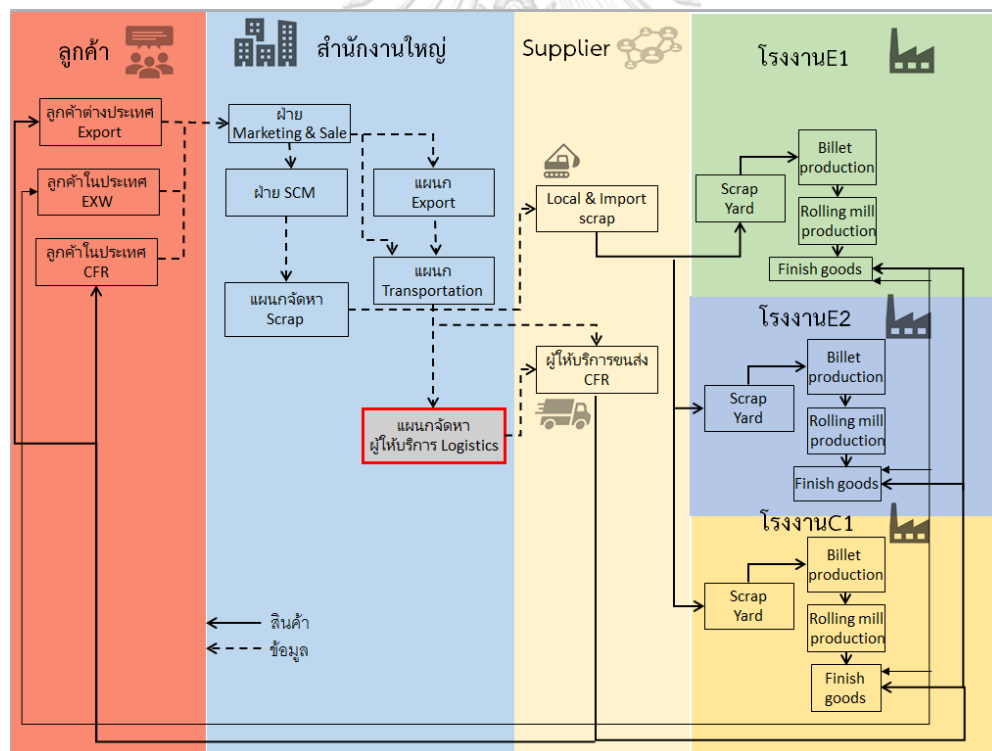 ลูกค้า
ลูกค้าต่างประเทศ
Export
ลูกค้าในประเทศ
EXW
ลูกค้าในประเทศ
CFR
สำนักงานใหญ่
ฝ่าย
Marketing & Sale
ฝ่าย SCM
แผนก
Export
แผนก
Transportation
แผนกจัดหา
Scrap
แผนกจัดหา
ผู้ให้บริการ Logistics
สินค้า
ข้อมูล
Supplier
Local & Import
scrap
ผู้ให้บริการขนส่ง
CFR
โรงงานE1
Billet
production
Scrap
Yard
Rolling mill
production
Finish goods
โรงงานE2
Billet
production
Scrap
Yard
Rolling mill
production
Finish goods
โรงงานC1
Billet
production
Scrap
Yard
Rolling mill
production
Finish
goods